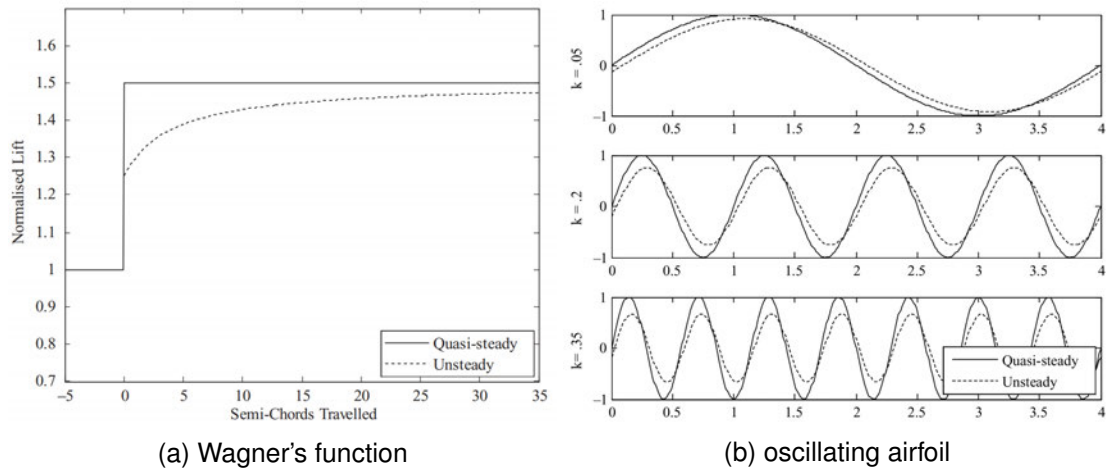 1.6
1.5
1.4
1.3
1.2
1.1
1
0.9
0.8
0.7
Normalised Lift
−5 0 5 10 15 20 25 30 35
Semi-Chords Travelled
Quasi-steady
Unsteady
(a) Wagner's function
1
0
−1
k = .05
0 0.5 1 1.5 2 2.5 3 3.5 4
1
0
−1
k = .2
0 0.5 1 1.5 2 2.5 3 3.5 4
1
0
−1
k= .35
0 0.5 1 1.5 2 2.5 3 3.5 4
Quasi-steady
Unsteady
(b) oscillating airfoil